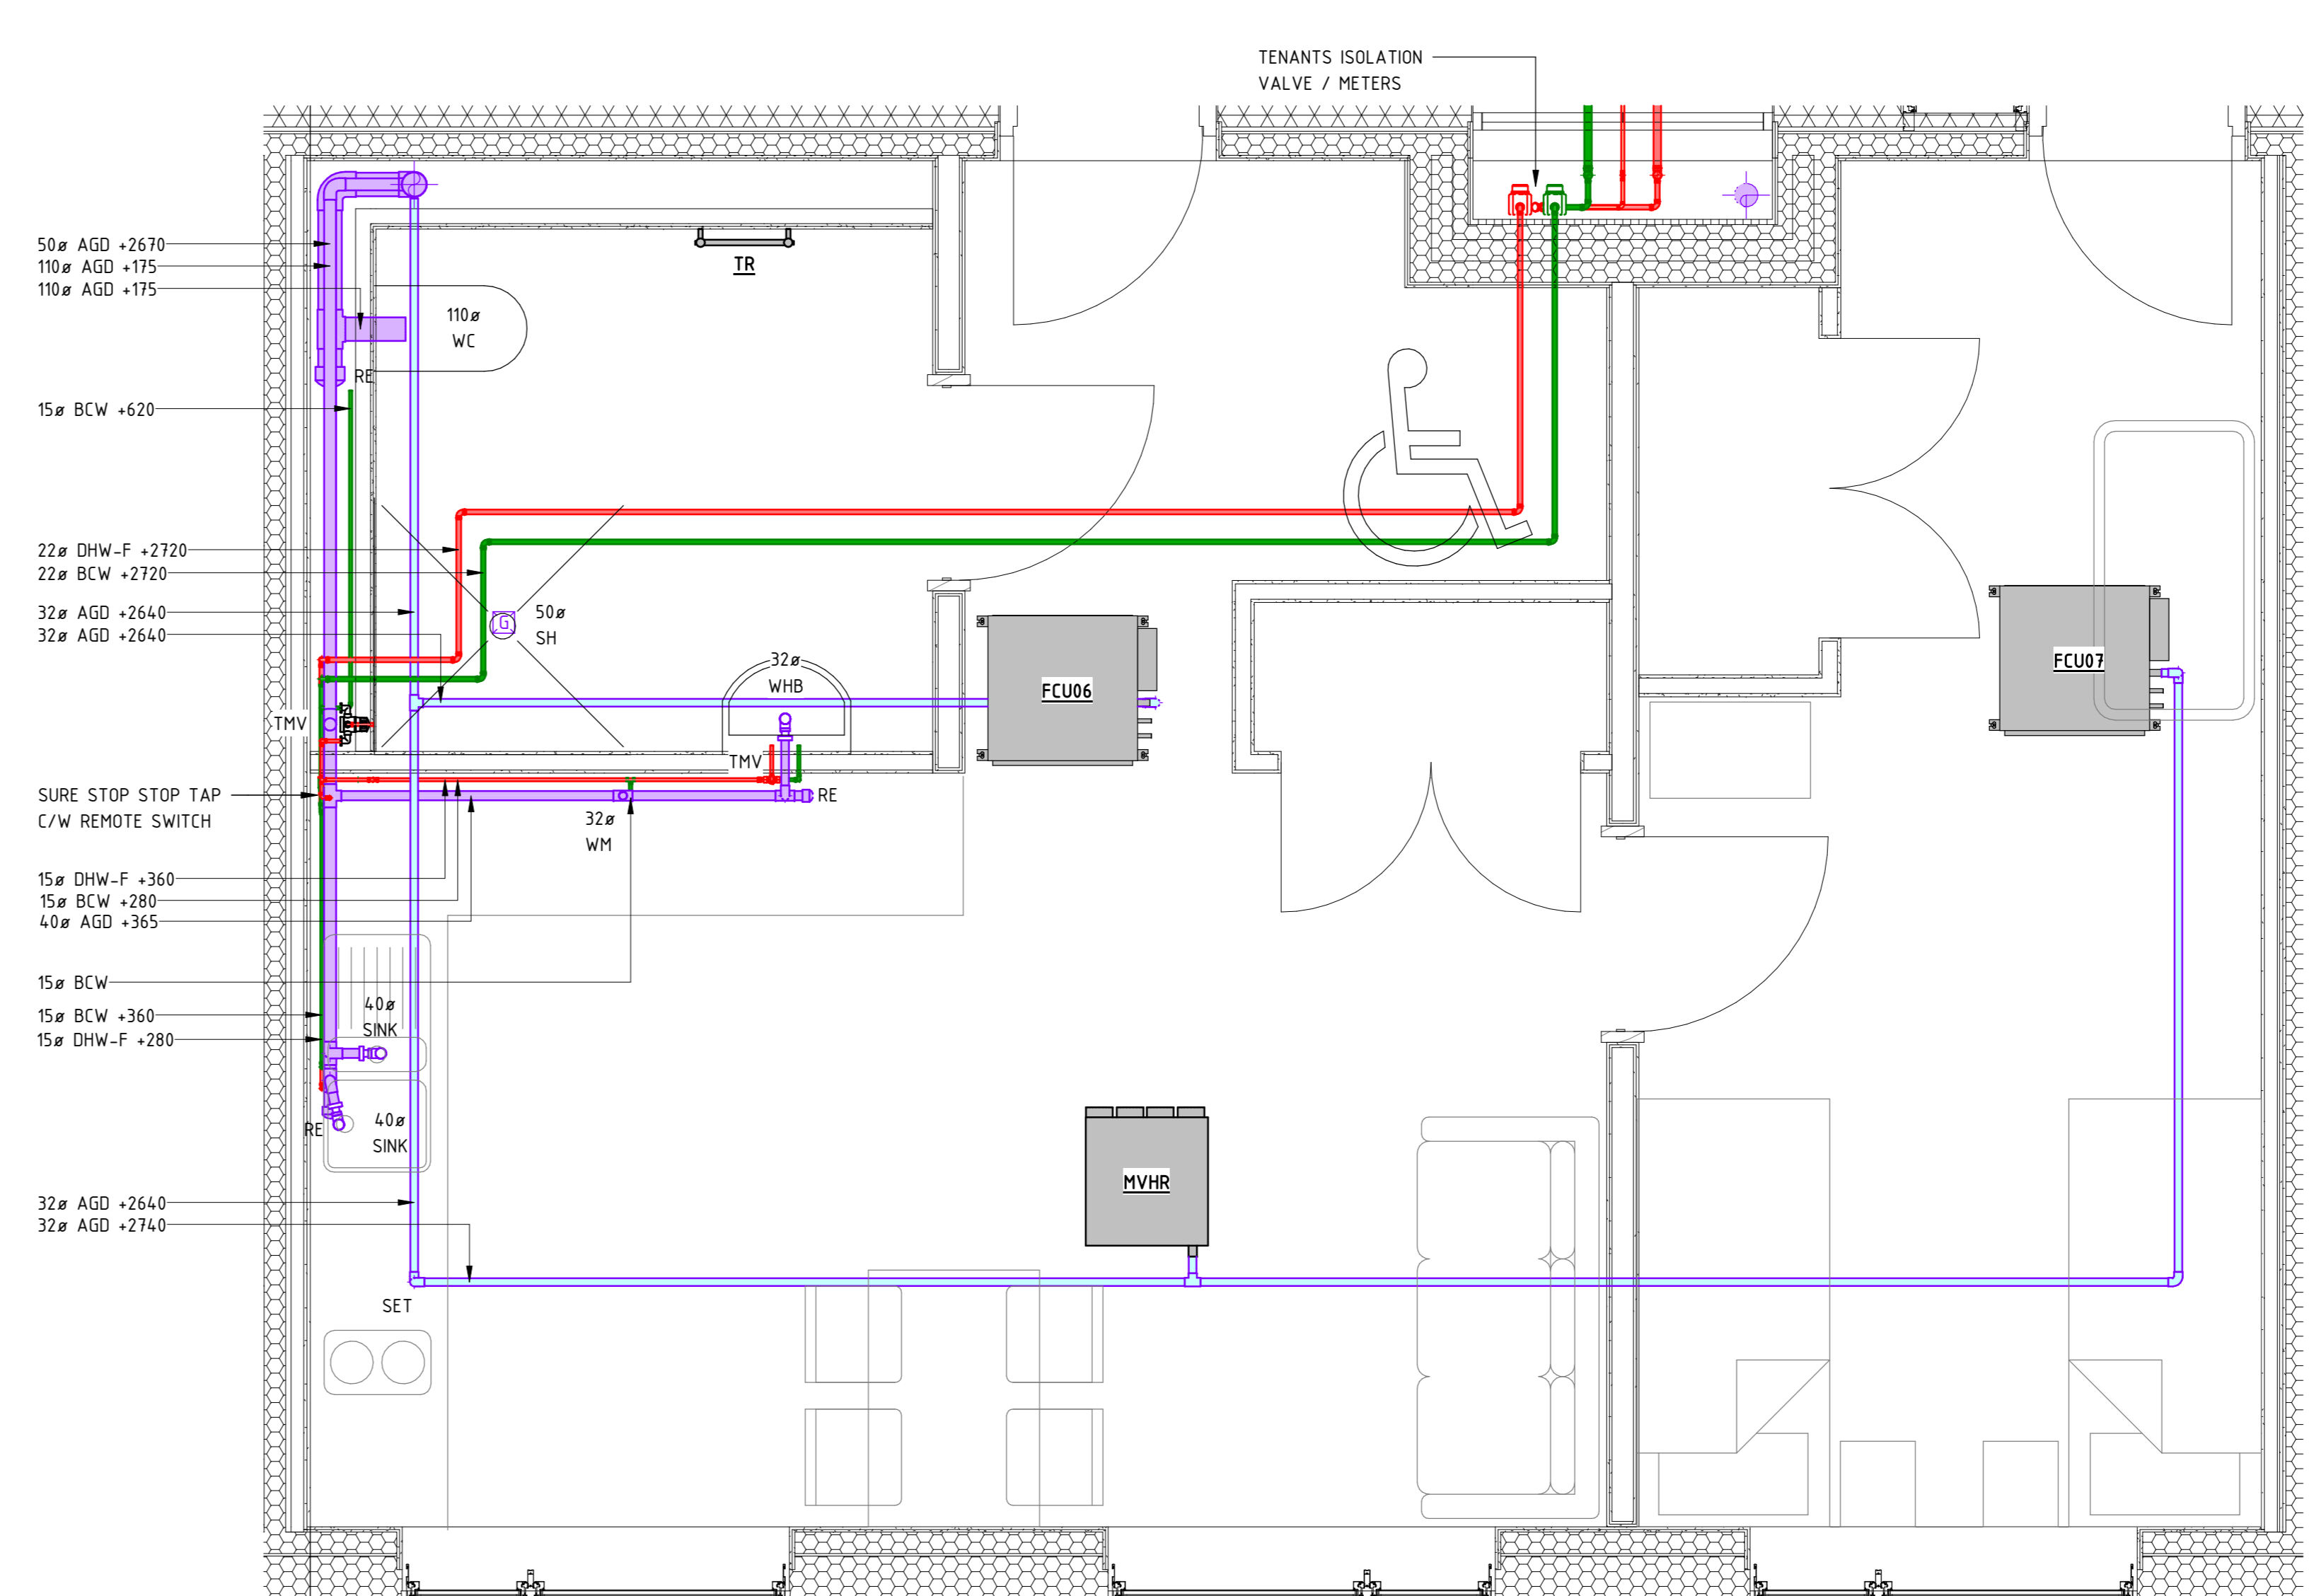 TENANTS ISOLATION
VALVE / METERS
50ø AGD +2670
110ø AGD +175
110ø AGD +175
TR
110ø
WC
RE
15ø BCW +620
22ø DHW-F +2720
22ø BCW +2720
32ø AGD +2640
32ø AGD +2640
G
50ø
SH
32ø
WHB
FCU06
FCU07
TMV
TMV
SURE STOP STOP TAP
C/W REMOTE SWITCH
RE
32ø
WM
15ø DHW-F +360
15ø BCW +280
40ø AGD +365
15ø BCW
15ø BCW +360
15ø DHW-F +280
40ø
SINK
40ø
SINK
RE
MVHR
32ø AGD +2640
32ø AGD +2740
SET